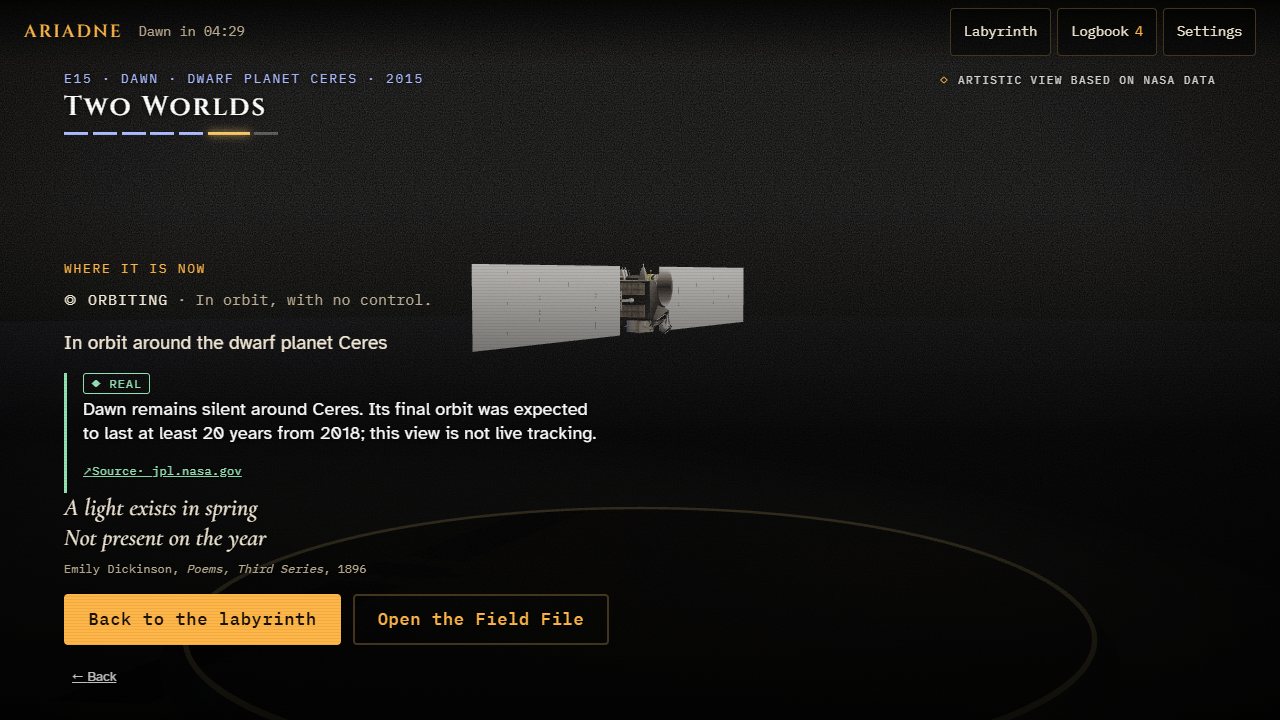 ARIADNE Dawn in 04:29
Labyrinth
Logbook 4
Settings
E15 · DAWN · DWARF PLANET CERES · 2015
◇ ARTISTIC VIEW BASED ON NASA DATA
Two Worlds
WHERE IT IS NOW
ORBITING · In orbit, with no control.
In orbit around the dwarf planet Ceres
◆ REAL
Dawn remains silent around Ceres. Its final orbit was expected
to last at least 20 years from 2018; this view is not live tracking.
↗Source· jpl.nasa.gov
A light exists in spring
Not present on the year
Emily Dickinson, Poems, Third Series, 1896
Back to the labyrinth
Open the Field File
← Back